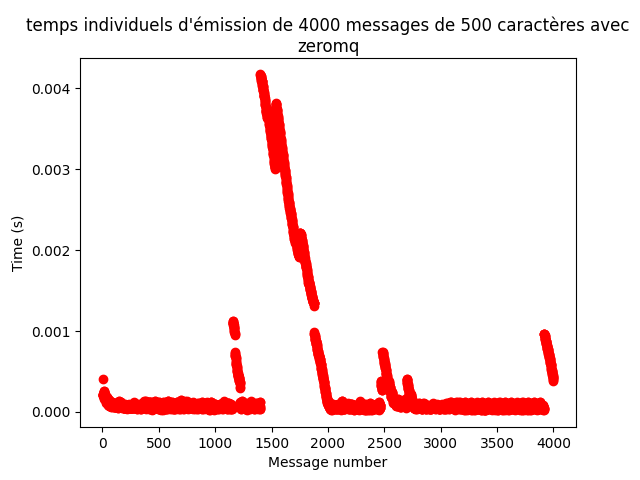 temps individuels d'émission de 4000 messages de 500 caractères avec
zeromq
0.004
0.003
0.002
0.001
0.000
Time (s)
0 500 1000 1500 2000 2500 3000 3500 4000
Message number